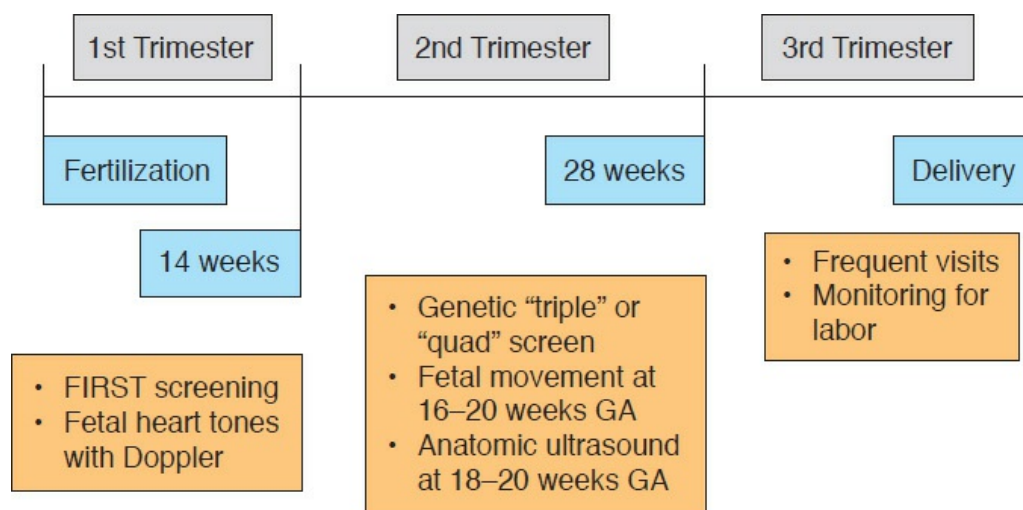 1st Trimester
2nd Trimester
3rd Trimester
Fertilization
28 weeks
Delivery
14 weeks
• FIRST screening
• Fetal heart tones
with Doppler
• Genetic “triple” or
“quad” screen
• Fetal movement at
16–20 weeks GA
• Anatomic ultrasound
at 18–20 weeks GA
• Frequent visits
• Monitoring for
labor